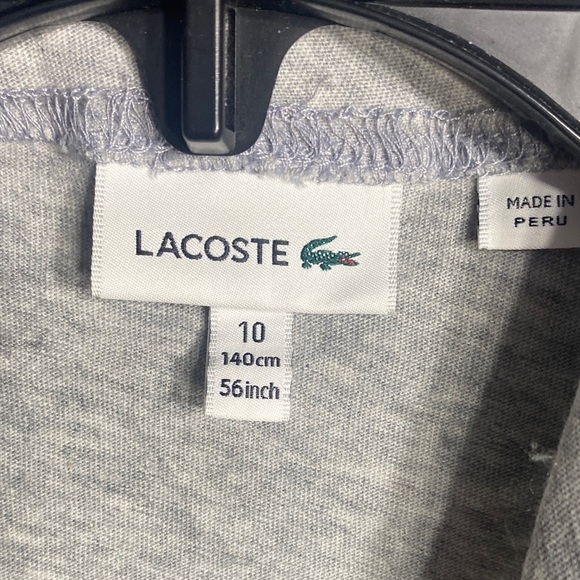 LACOSTE
10
140cm
56inch
MADE IN
PERU